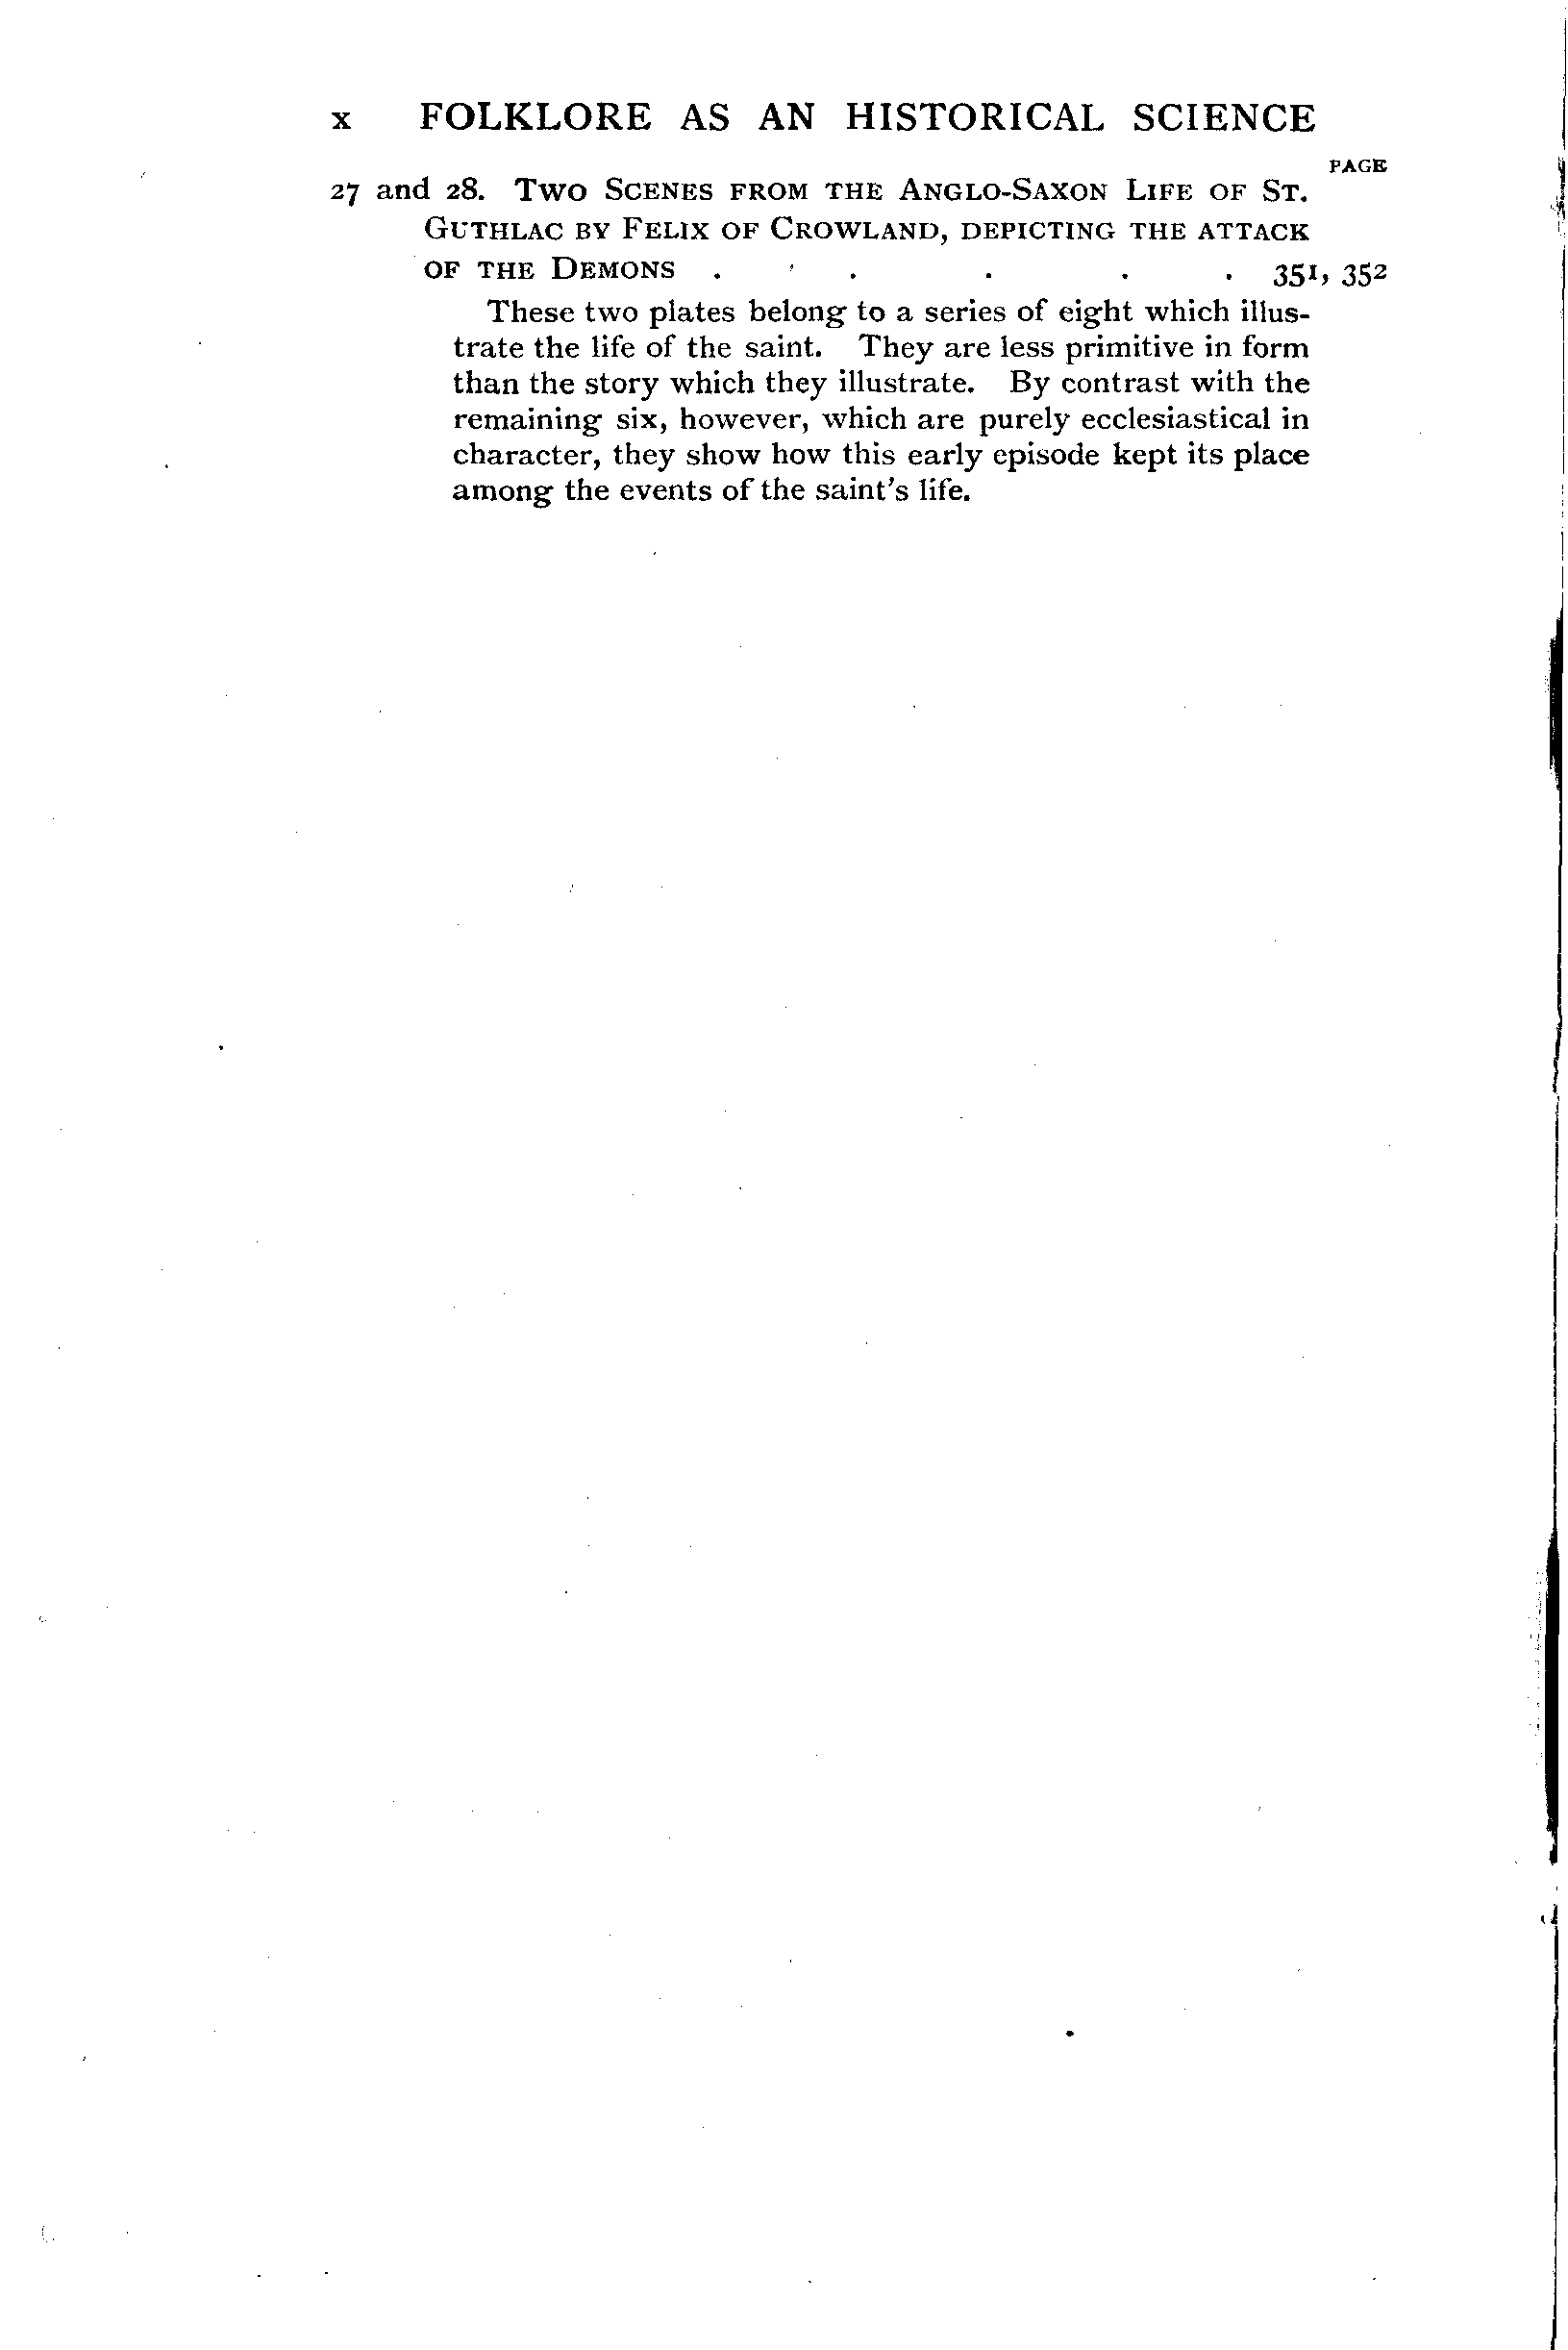 x FOLKLORE AS AN HISTORICAL SCIENCE
PAGE
27 and 28. Two Scenes from the Anglo-Saxon Life of St.
Guthlac by Felix of Crowland, depicting the attack
of the Demons . . . . . 351, 352
These two plates belong to a series of eight which illus-
trate the life of the saint. They are less primitive in form
than the story which they illustrate. By contrast with the
remaining six, however, which are purely ecclesiastical in
character, they show how this early episode kept its place
among the events of the saint's life.